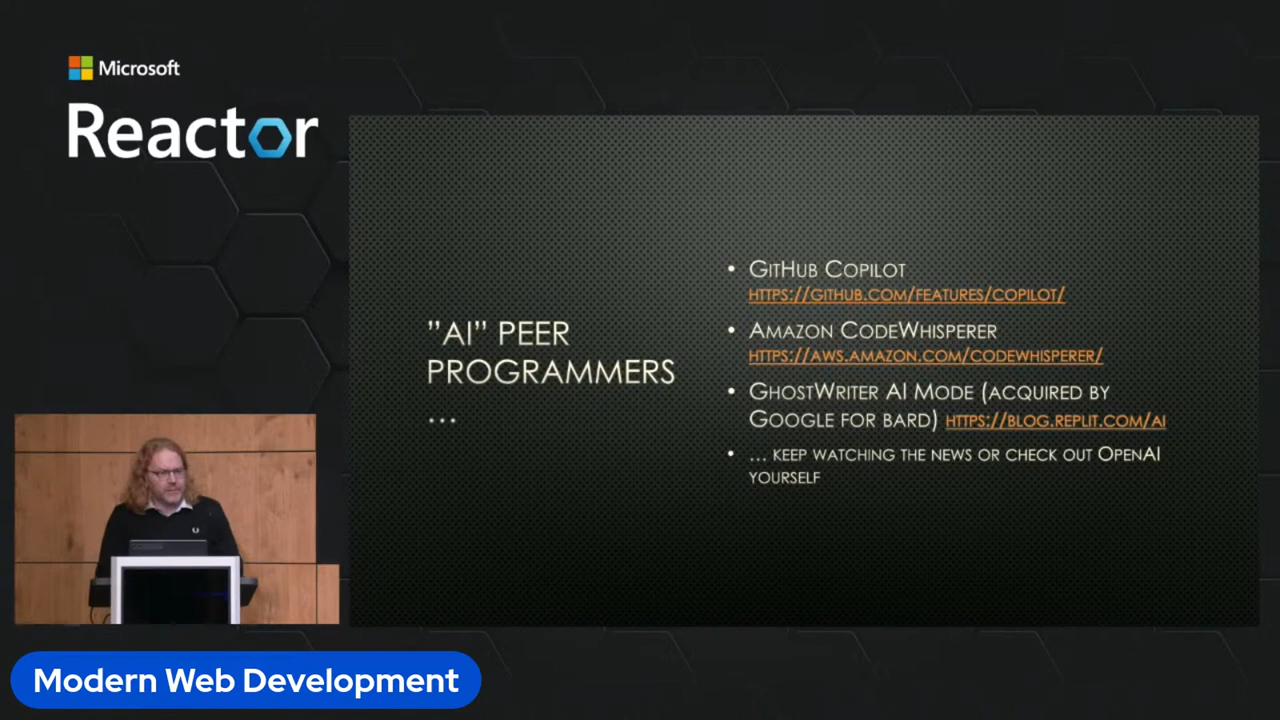 Microsoft
Reactor
"AI" PEER
PROGRAMMERS
...
• GITHUB COPILOT
HTTPS://GITHUB.COM/FEATURES/COPILOT/
• AMAZON CODEWHISPERER
HTTPS://AWS.AMAZON.COM/CODEWHISPERER/
• GHOSTWRITER AI MODE (ACQUIRED BY
GOOGLE FOR BARD) HTTPS://BLOG.REPLIT.COM/AI
• ... KEEP WATCHING THE NEWS OR CHECK OUT OPENAI
YOURSELF
Modern Web Development